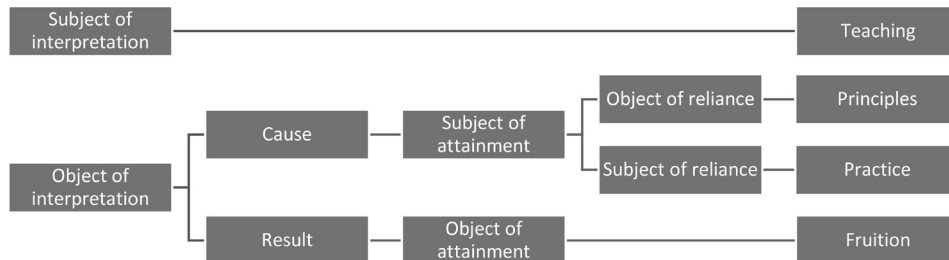 Subject of
interpretation
Teaching
Object of reliance
Principles
Cause
Subject of
attainment
Subject of reliance
Practice
Object of
interpretation
Result
Object of
attainment
Fruition